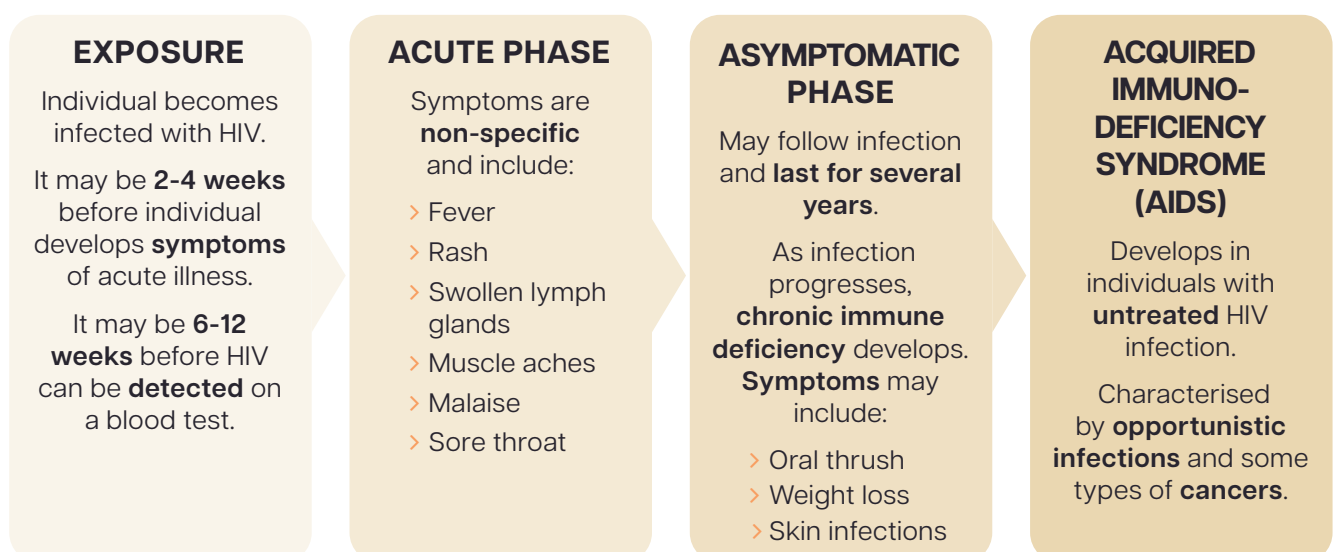 EXPOSURE
Individual becomes
infected with HIV.
It may be 2-4 weeks
before individual
develops symptoms
of acute illness.
It may be 6-12
weeks before HIV
can be detected on
a blood test.
ACUTE PHASE
Symptoms are
non-specific
and include:
Fever
Rash
Swollen lymph
glands
Muscle aches
Malaise
Sore throat
ASYMPTOMATIC
PHASE
May follow infection
and last for several
years.
As infection
progresses,
chronic immune
deficiency develops.
Symptoms may
include:
Oral thrush
Weight loss
Skin infections
ACQUIRED
IMMUNO-
DEFICIENCY
SYNDROME
(AIDS)
Develops in
individuals with
untreated HIV
infection.
Characterised
by opportunistic
infections and some
types of cancers.